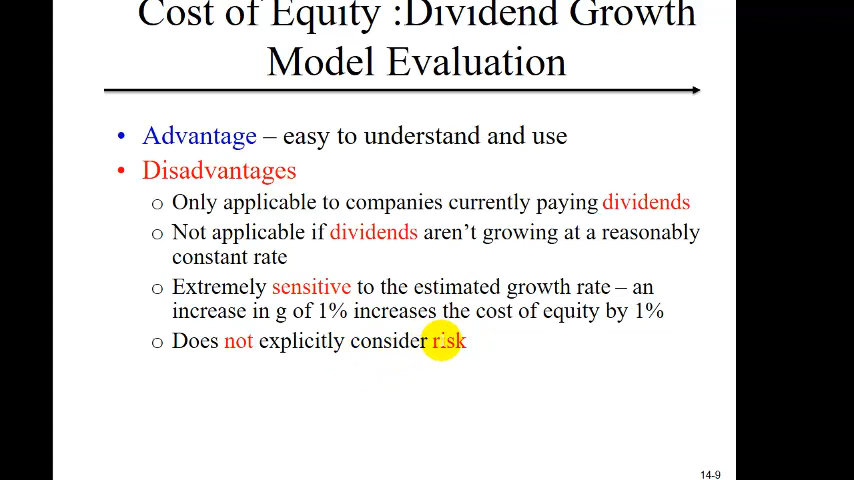 Cost of Equity :Dividend Growth
Model Evaluation
• Advantage – easy to understand and use
• Disadvantages
o Only applicable to companies currently paying dividends
o Not applicable if dividends aren’t growing at a reasonably
constant rate
o Extremely sensitive to the estimated growth rate – an
increase in g of 1% increases the cost of equity by 1%
o Does not explicitly consider risk
14-9